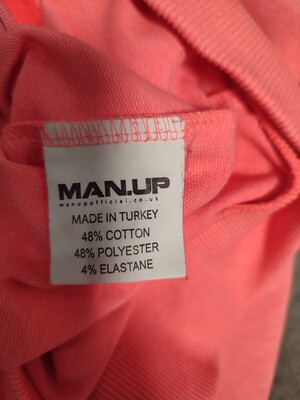 MAN.UP
manupofficial.co.uk
MADE IN TURKEY
48% COTTON
48% POLYESTER
4% ELASTANE